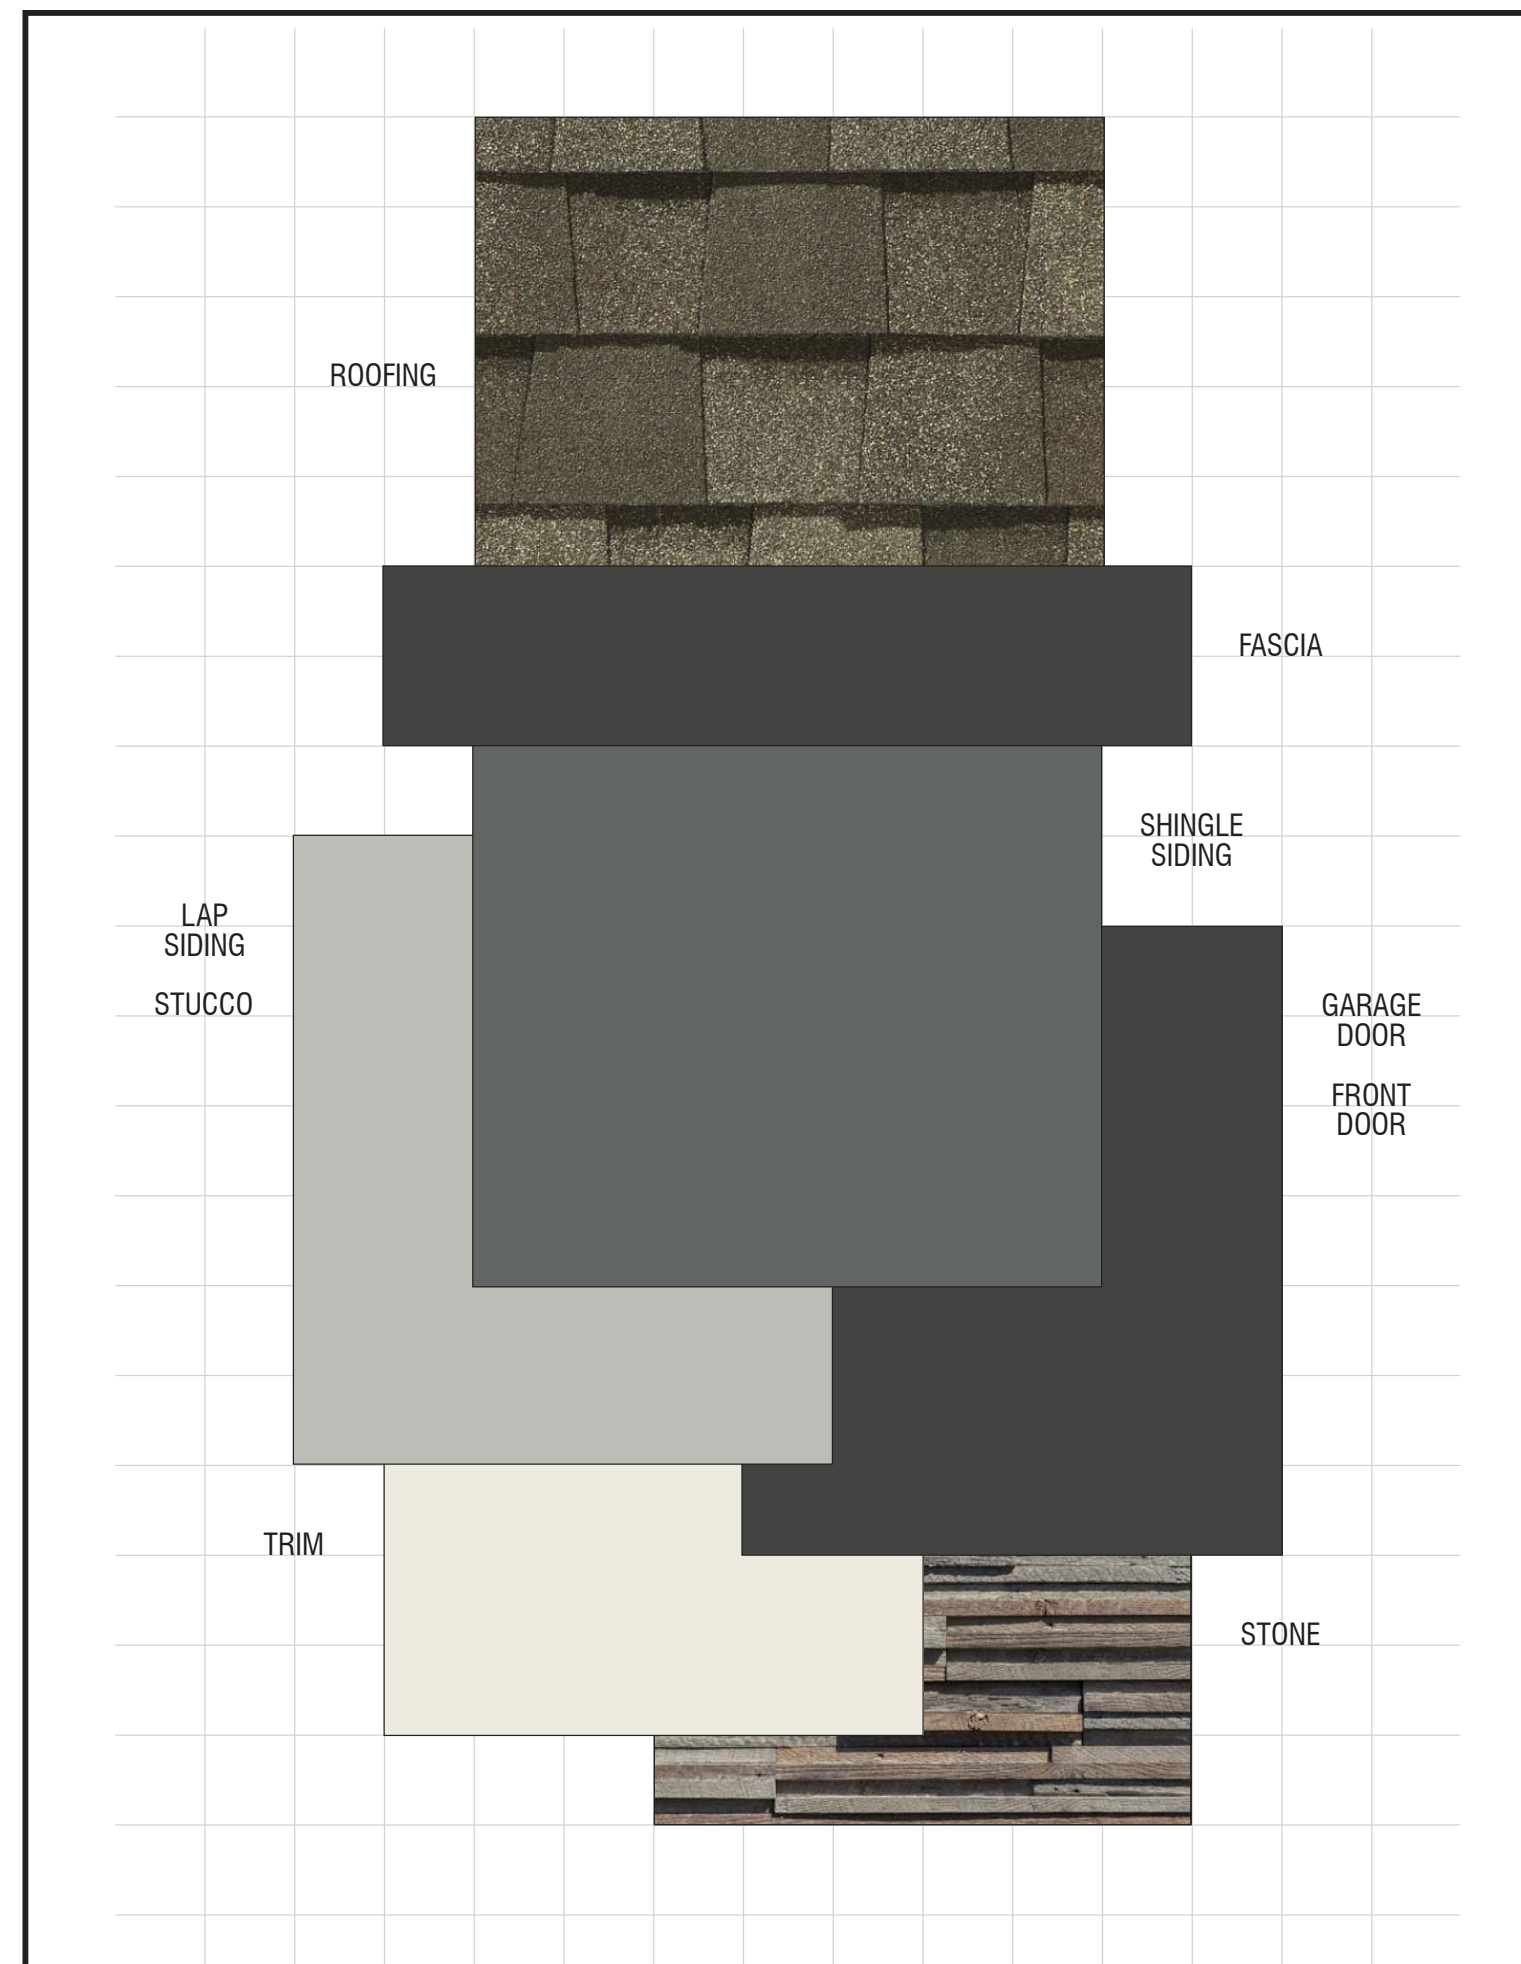 ROOFING
FASCIA
SHINGLE
SIDING
LAP
SIDING
STUCCO
GARAGE
DOOR
FRONT
DOOR
TRIM
STONE